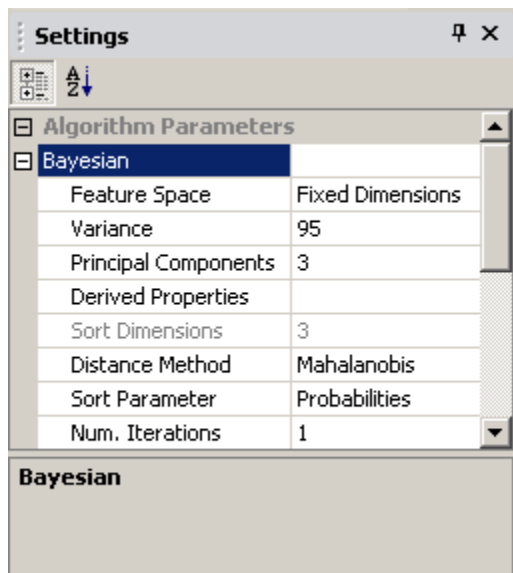 Settings
A
Z
Algorithm Parameters
Bayesian
Feature Space Fixed Dimensions
Variance 95
Principal Components 3
Derived Properties
Sort Dimensions 3
Distance Method Mahalanobis
Sort Parameter Probabilities
Num. Iterations 1
Bayesian